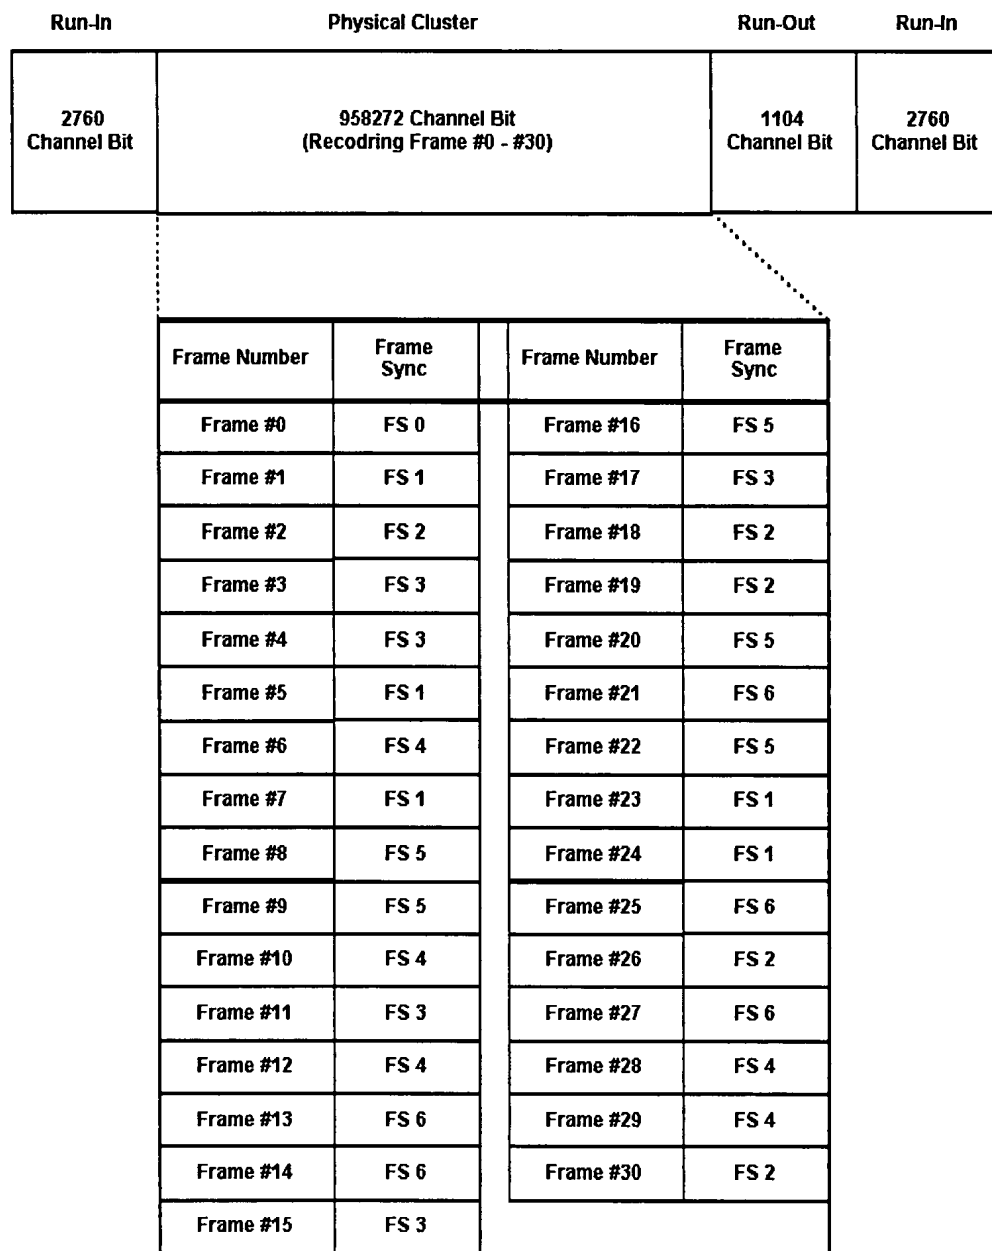 Run-In Physical Cluster Run-Out Run-In
2760 Channel Bit
958272 Channel Bit
(Recodring Frame #0 - #30)
1104 Channel Bit
2760 Channel Bit
Frame Number Frame Sync Frame Number Frame Sync
Frame #0 FS 0 Frame #16 FS 5
Frame #1 FS 1 Frame #17 FS 3
Frame #2 FS 2 Frame #18 FS 2
Frame #3 FS 3 Frame #19 FS 2
Frame #4 FS 3 Frame #20 FS 5
Frame #5 FS 1 Frame #21 FS 6
Frame #6 FS 4 Frame #22 FS 5
Frame #7 FS 1 Frame #23 FS 1
Frame #8 FS 5 Frame #24 FS 1
Frame #9 FS 5 Frame #25 FS 6
Frame #10 FS 4 Frame #26 FS 2
Frame #11 FS 3 Frame #27 FS 6
Frame #12 FS 4 Frame #28 FS 4
Frame #13 FS 6 Frame #29 FS 4
Frame #14 FS 6 Frame #30 FS 2
Frame #15 FS 3